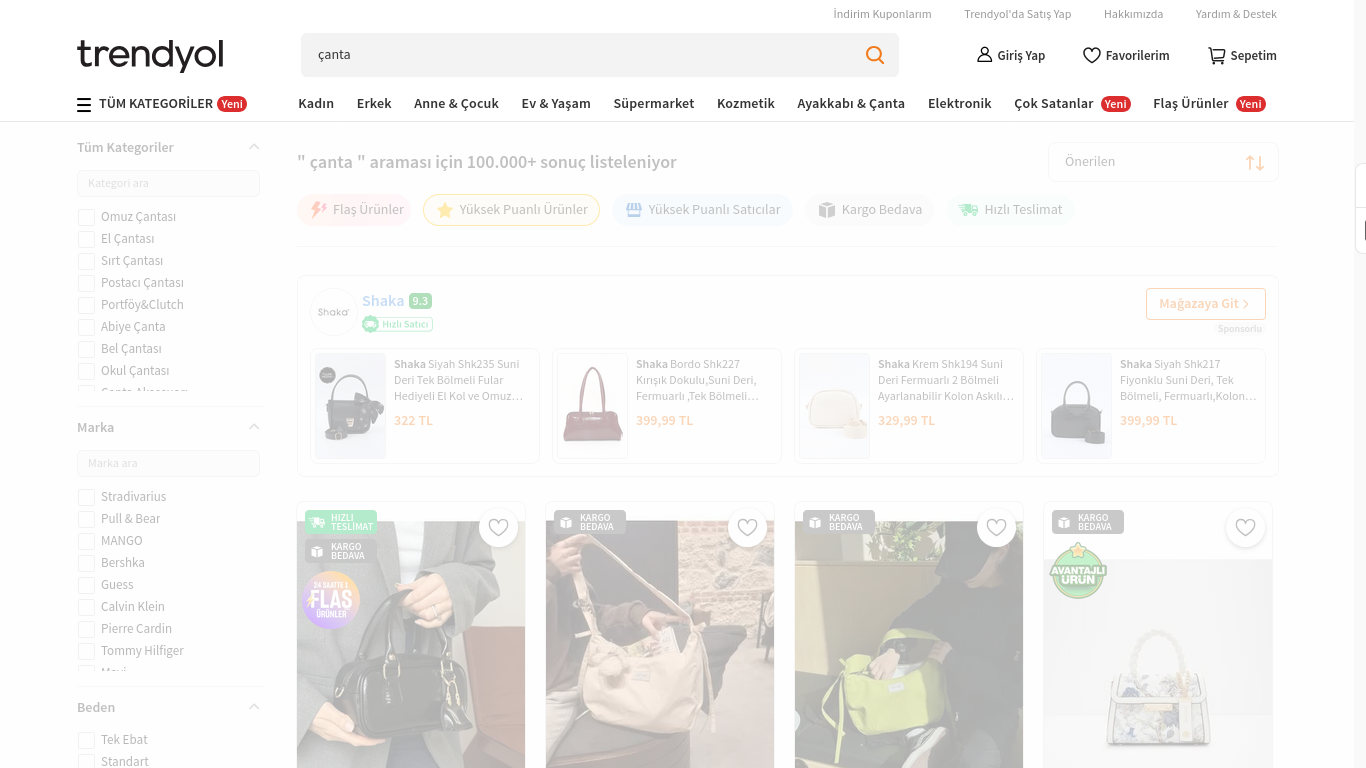 İndirim Kuponlarım
Trendyol'da Satış Yap
Hakkımızda
Yardım & Destek
trendyol
çanta
Giriş Yap
Favorilerim
Sepetim
TÜM KATEGORİLER Yeni
Kadın
Erkek
Anne & Çocuk
Ev & Yaşam
Süpermarket
Kozmetik
Ayakkabı & Çanta
Elektronik
Çok Satanlar Yeni
Flaş Ürünler Yeni
Tüm Kategoriler
Kategori ara
Omuz Çantası
El Çantası
Sırt Çantası
Postacı Çantası
Portföy&Clutch
Abiye Çanta
Bel Çantası
Okul Çantası
Marka
Marka ara
Stradivarius
Pull & Bear
MANGO
Bershka
Guess
Calvin Klein
Pierre Cardin
Tommy Hilfiger
Beden
Tek Ebat
Standart
" çanta " araması için 100.000+ sonuç listeleniyor
Önerilen
Flaş Ürünler
Yüksek Puanlı Ürünler
Yüksek Puanlı Satıcılar
Kargo Bedava
Hızlı Teslimat
Shaka
Shaka 9.3
Hızlı Satıcı
Mağazaya Git
Sponsorlu
Shaka Siyah Shk235 Suni
Deri Tek Bölmeli Fular
Hediyeli El Kol ve Omuz…
322 TL
Shaka Bordo Shk227
Kırışık Dokulu,Suni Deri,
Fermuarlı ,Tek Bölmeli…
399,99 TL
Shaka Krem Shk194 Suni
Deri Fermuarlı 2 Bölmeli
Ayarlanabilir Kolon Askılı…
329,99 TL
Shaka Siyah Shk217
Fiyonklu Suni Deri, Tek
Bölmeli, Fermuarlı,Kolon…
399,99 TL
HIZLI
TESLİMAT
KARGO
BEDAVA
24 SAATTE 1
FLAŞ
ÜRÜNLER
KARGO
BEDAVA
KARGO
BEDAVA
KARGO
BEDAVA
AVANTAJLI
ÜRÜN